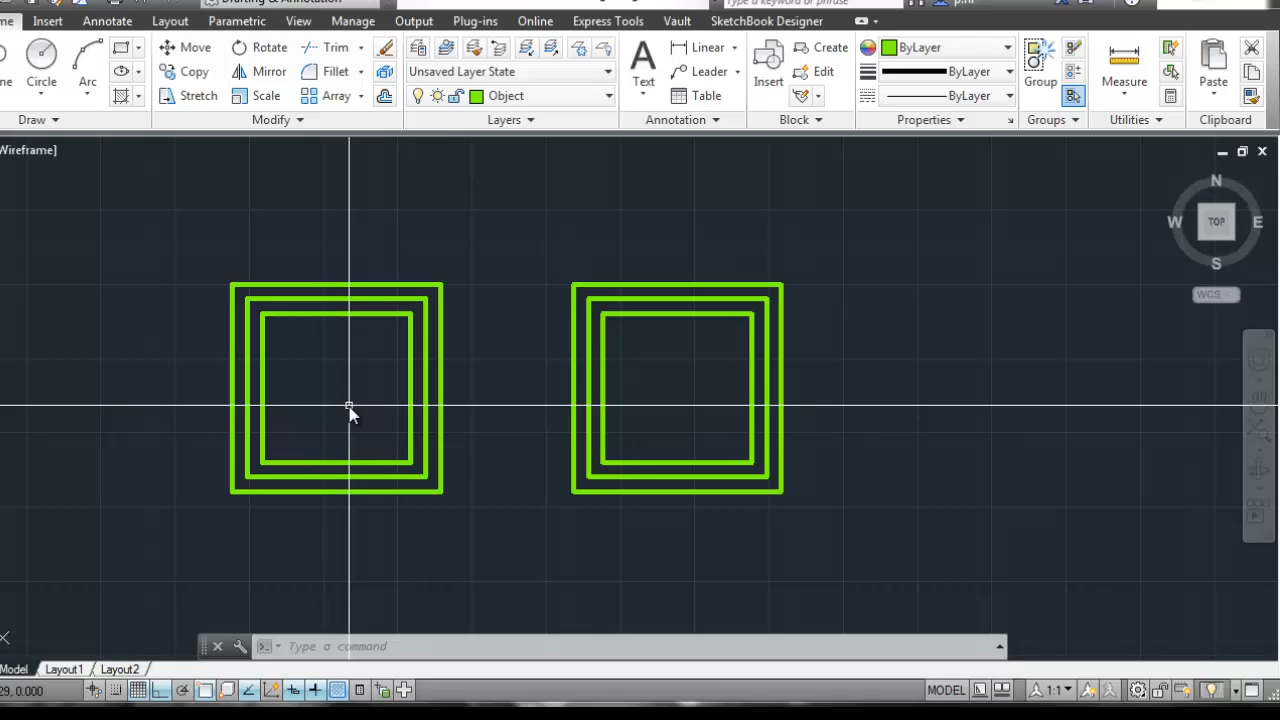 Drafting & Annotation
Insert Annotate Layout Parametric View Manage Output Plug-ins Online Express Tools Vault SketchBook Designer
Move Rotate Trim
Linear
Create
ByLayer
Circle Arc Copy Mirror Fillet
Unsaved Layer State
Text Leader Insert Edit
ByLayer
Group Measure Paste
Stretch Scale Array
Object
Table
ByLayer
Draw Modify Layers Annotation Block Properties Groups Utilities Clipboard
Wireframe]
N
W TOP E
S
WCS
Type a command
Model Layout1 Layout2
29, 0.000 MODEL 1:1